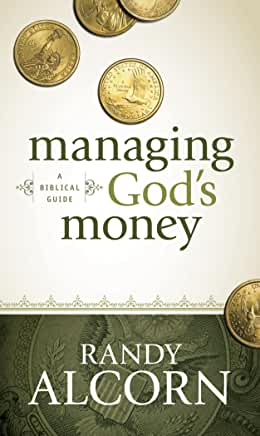 managing
A
BIBLICAL
GUIDE
God's
money
RANDY
ALCORN